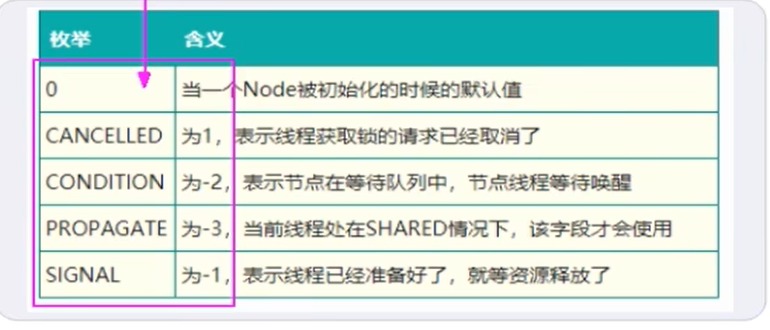 枚举 含义
0 当一个Node被初始化的时候的默认值
CANCELLED 为1，表示线程获取锁的请求已经取消了
CONDITION 为-2，表示节点在等待队列中，节点线程等待唤醒
PROPAGATE 为-3，当前线程处在SHARED情况下，该字段才会使用
SIGNAL 为-1，表示线程已经准备好了，就等资源释放了